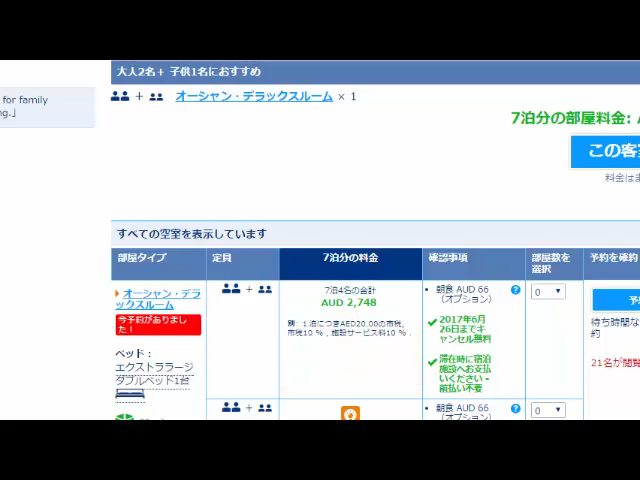 大人2名+ 子供1名におすすめ
for family
ng.」
+ オーシャン・デラックスルーム × 1
7泊分の部屋料金:
この客
料金は
すべての空室を表示しています
部屋タイプ 定員 7泊分の料金 確認事項 部屋数を選択 予約を確約
オーシャン・デラックスルーム
今予約がありました!
ベッド:
エクストララージダブルベッド1台
+
7泊4名の合計
AUD 2,748
別: 1泊につきAED20.00の市税,
市税10 % , 施設サービス料10 % .
朝食 AUD 66
(オプション)
2017年6月
26日までキ
ャンセル無料
滞在時に宿泊
施設へお支払
いください -
前払い不要
0
待ち時間な
約
21名が閲覧
+
朝食 AUD 66
(オプション)
0